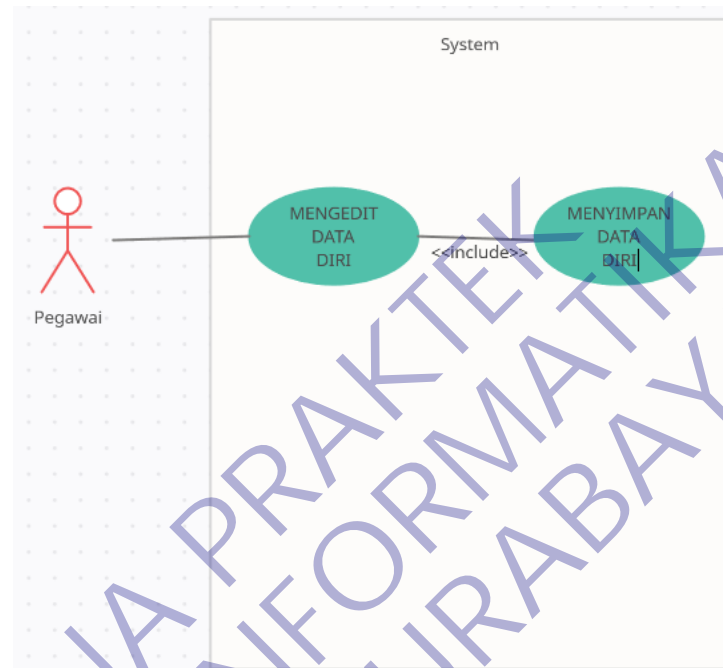 System
MENGEDIT
DATA
DIRI
<<include>>
MENYIMPAN
DATA
DIRI
Pegawai
PRAKTEK